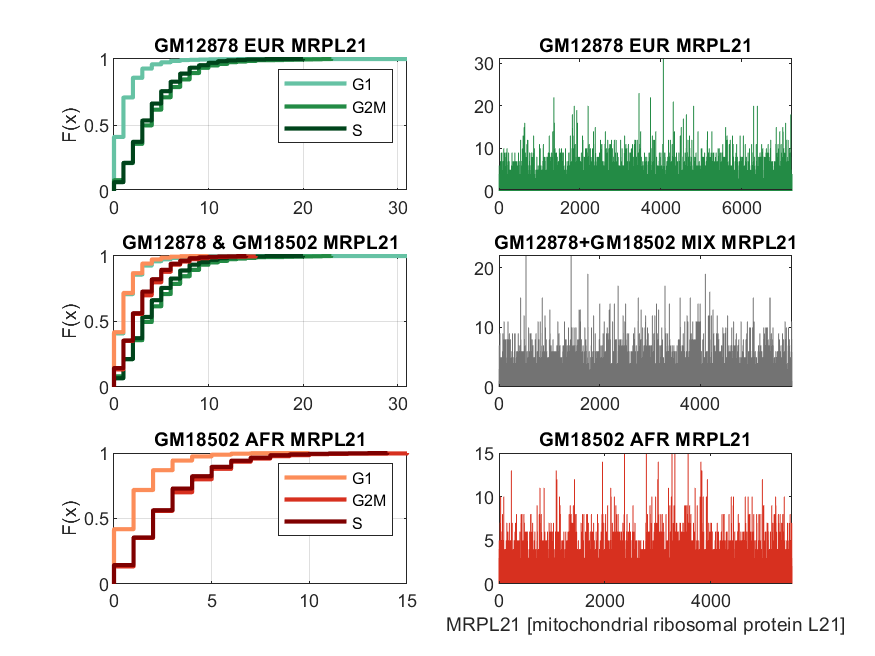 GM12878 EUR MRPL21
F(x)
1
0.5
0
0 10 20 30
G1
G2M
S
GM12878 EUR MRPL21
30
20
10
0
0 2000 4000 6000
GM12878 & GM18502 MRPL21
F(x)
1
0.5
0
0 10 20 30
GM12878+GM18502 MIX MRPL21
20
10
0
0 2000 4000
GM18502 AFR MRPL21
F(x)
1
0.5
0
0 5 10 15
G1
G2M
S
GM18502 AFR MRPL21
15
10
5
0
0 2000 4000
MRPL21 [mitochondrial ribosomal protein L21]